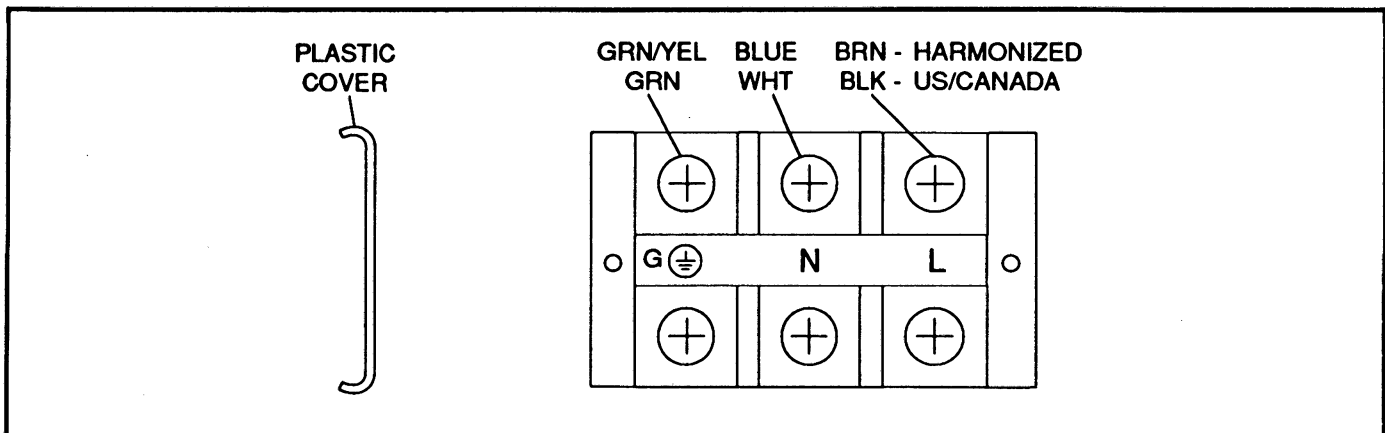 PLASTIC
COVER
GRN/YEL BLUE BRN - HARMONIZED
GRN WHT BLK - US/CANADA
G N L